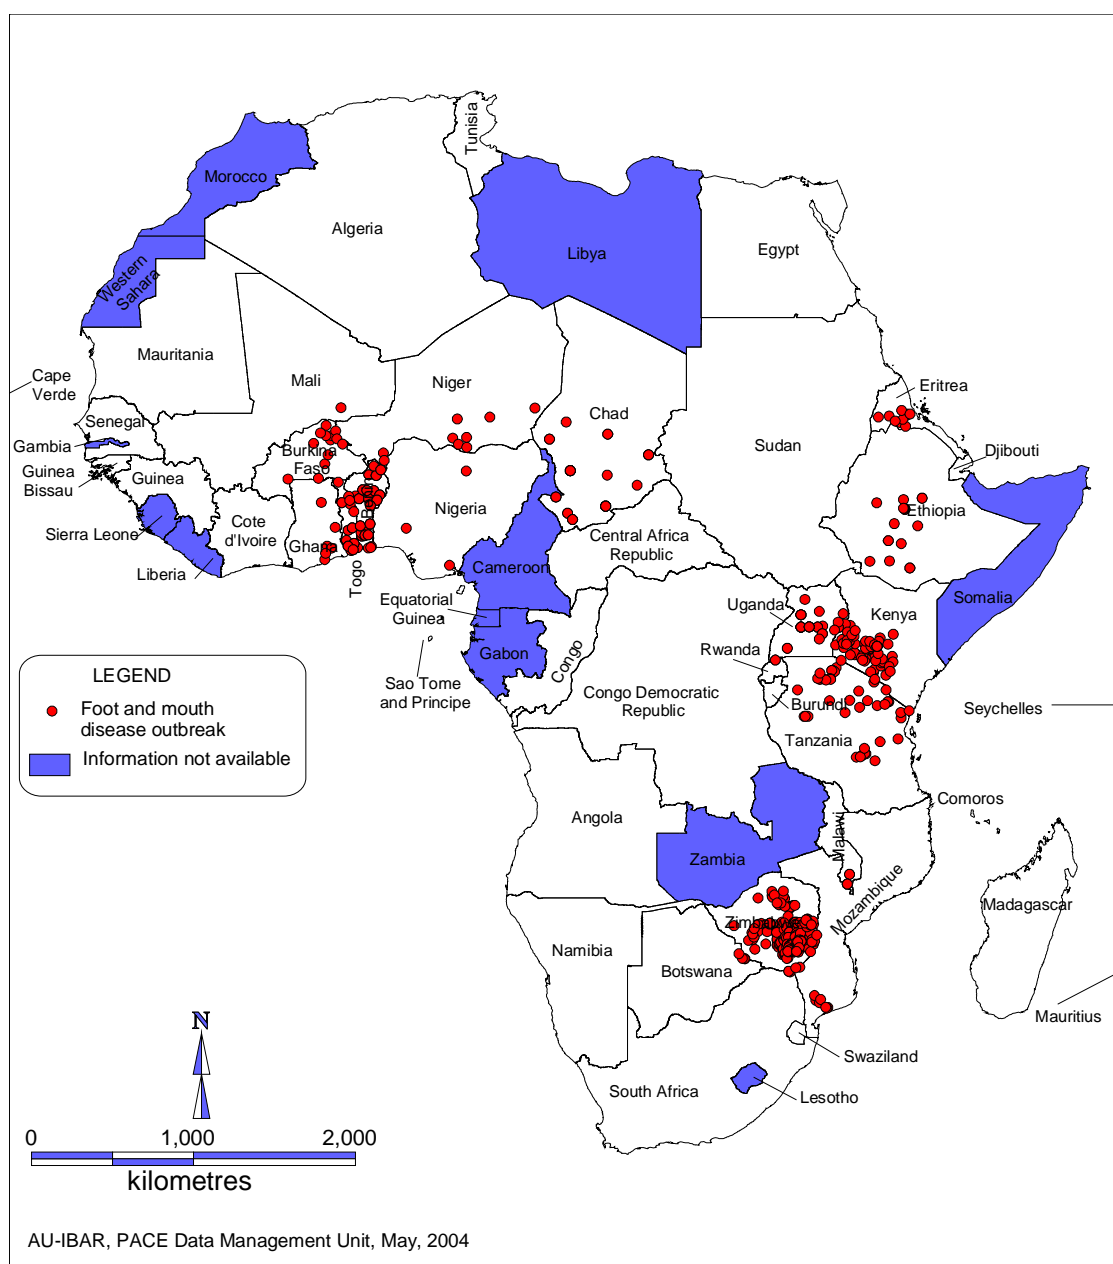 Tunisia
Morocco
Algeria
Libya
Egypt
Western
Sahara
Mauritania
Mali
Niger
Chad
Sudan
Eritrea
Cape
Verde
Senegal
Gambia
Guinea
Bissau
Guinea
Burkina
Faso
Benin
Djibouti
Nigeria
Ethiopia
Sierra Leone
Cote
d'Ivoire
Ghana
Togo
Liberia
Central Africa
Republic
Cameroon
Equatorial
Guinea
Gabon
Congo
Sao Tome
and Principe
Uganda
Kenya
Somalia
Rwanda
Burundi
Congo Democratic
Republic
Tanzania
Seychelles
LEGEND
Foot and mouth
disease outbreak
Information not available
Angola
Zambia
Malawi
Comoros
Mozambique
Madagascar
Zimbabwe
Namibia
Botswana
Mauritius
Swaziland
South Africa
Lesotho
N
0 1,000 2,000
kilometres
AU-IBAR, PACE Data Management Unit, May, 2004